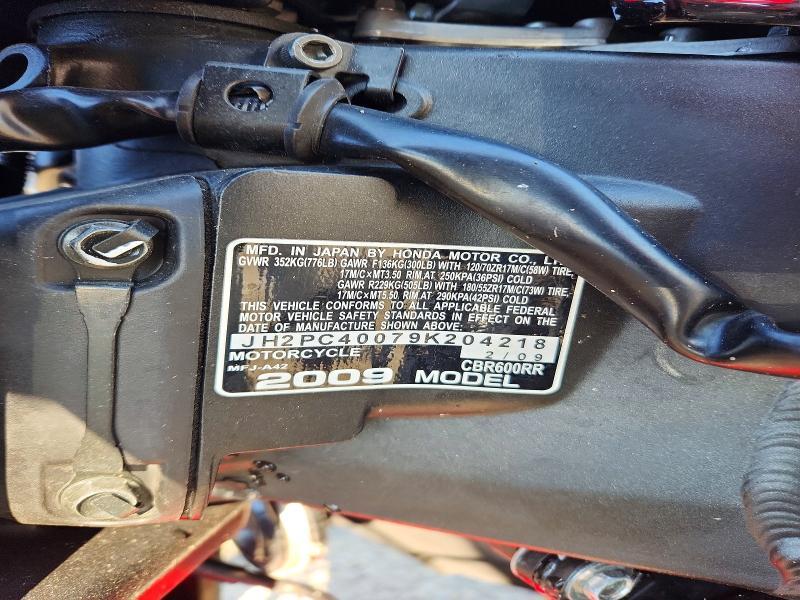 MFD. IN JAPAN BY HONDA MOTOR CO.,
GVWR 352KG(776LB) GAWR F136KG(300LB) WITH 120/70ZR17M/C(58W) TIRE,
17M/C×MT3.50 RIM,AT 250KPA(36PSI) COLD
GAWR R229KG(505LB) WITH 180/55ZR17M/C(73W) TIRE,
17M/C×MT5.50 RIM,AT 290KPA(42PSI) COLD
THIS VEHICLE CONFORMS TO ALL APPLICABLE FEDERAL
MOTOR VEHICLE SAFETY STANDARDS IN EFFECT ON THE
DATE OF MANUFACTURE SHOWN ABOVE:
JH2PC40079K204218
MOTORCYCLE 2/09
MFJ-A42 CBR600RR
2009 MODEL